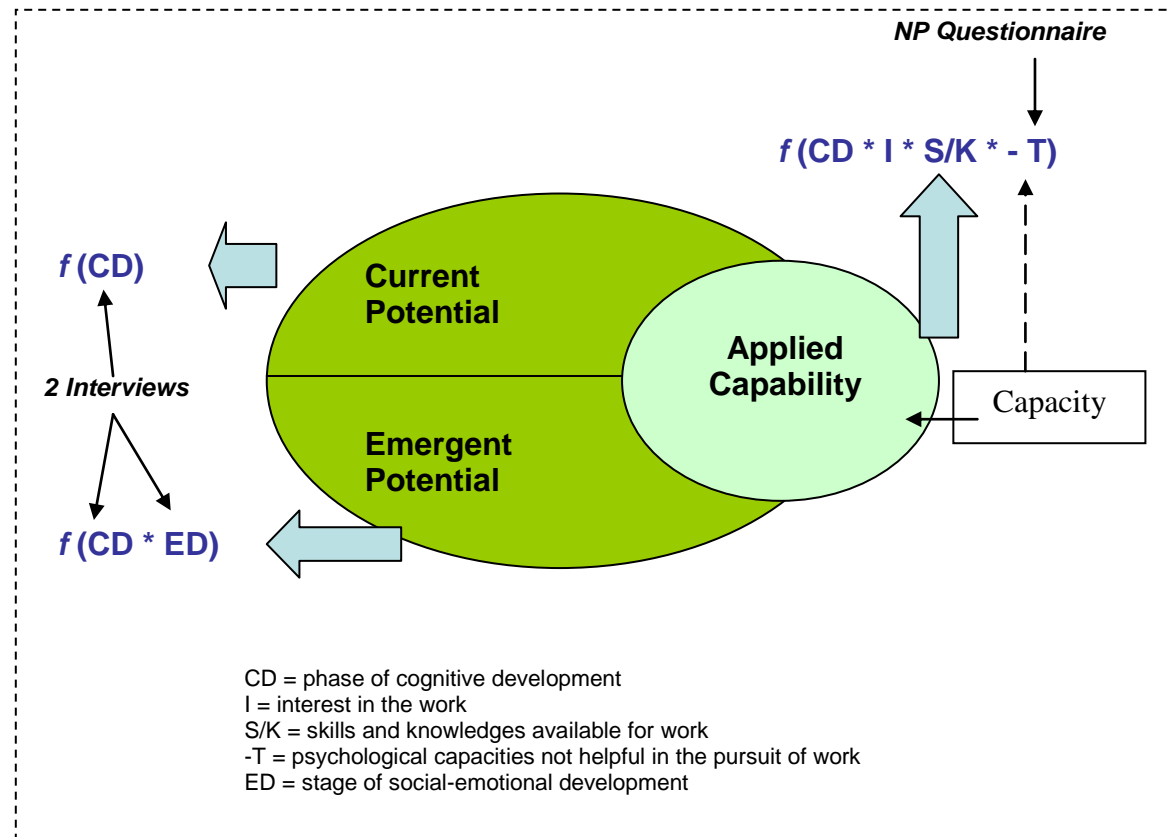 NP Questionnaire
f (CD * I * S/K * - T)
f (CD)
Current
Potential
Applied
Capability
2 Interviews
Capacity
Emergent
Potential
f (CD * ED)
CD = phase of cognitive development
I = interest in the work
S/K = skills and knowledges available for work
-T = psychological capacities not helpful in the pursuit of work
ED = stage of social-emotional development